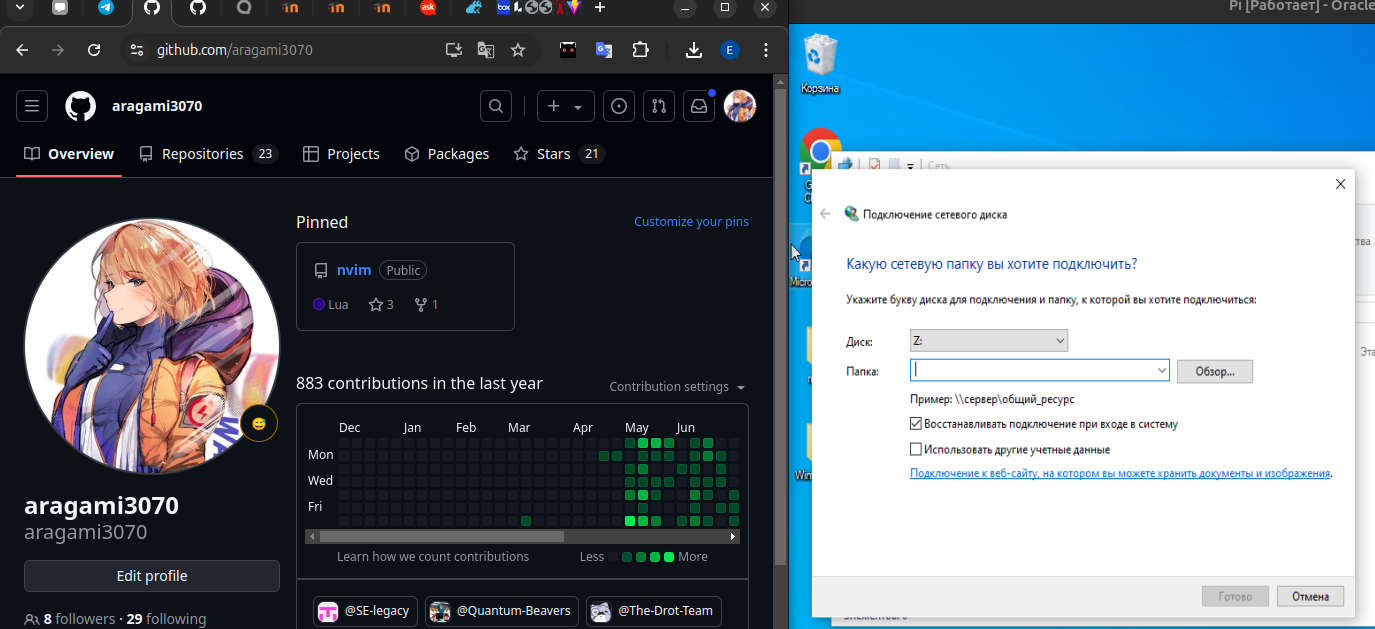 github.com/aragami3070
E
aragami3070
Overview
Repositories 23
Projects
Packages
Stars 21
Pinned
Customize your pins
nvim Public
Lua 3 1
883 contributions in the last year
Contribution settings
Dec Jan Feb Mar Apr May Jun
Mon
Wed
Fri
Learn how we count contributions
Less More
aragami3070
aragami3070
Edit profile
8 followers · 29 following
@SE-legacy
@Quantum-Beavers
@The-Drot-Team
ask
box
Pi [Работает] - Oracle
Корзина
Сеть
Подключение сетевого диска
Какую сетевую папку вы хотите подключить?
Укажите букву диска для подключения и папку, к которой вы хотите подключиться:
Диск: Z:
Папка:
Обзор...
Пример: \\сервер\общий_ресурс
Восстанавливать подключение при входе в систему
Использовать другие учетные данные
Подключение к веб-сайту, на котором вы можете хранить документы и изображения.
Готово
Отмена